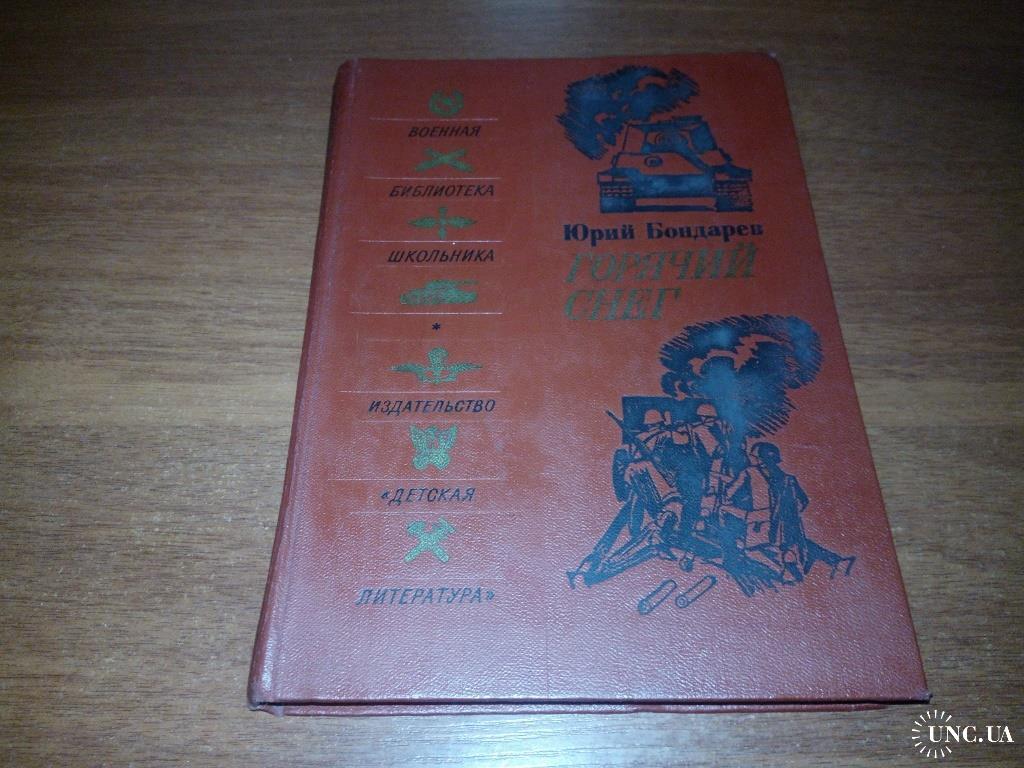 ВОЕННАЯ
БИБЛИОТЕКА
ШКОЛЬНИКА
*
ИЗДАТЕЛЬСТВО
«ДЕТСКАЯ
ЛИТЕРАТУРА»
Юрий Бондарев
ГОРЯЧИЙ
СНЕГ
UNC.UA